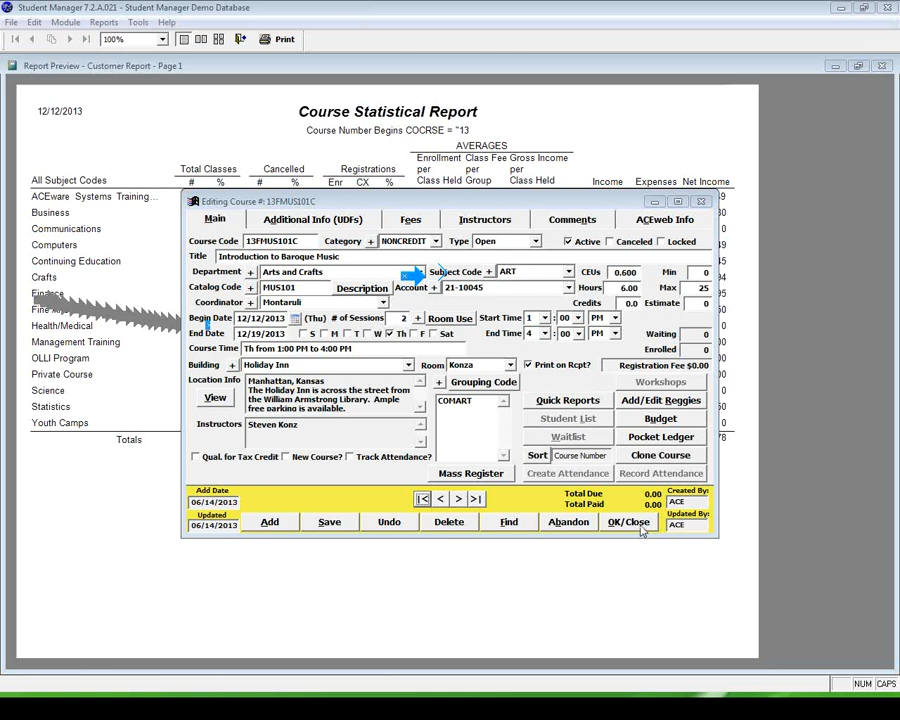 Student Manager 7.2.A.021 - Student Manager Demo Database
File Edit Module Reports Tools Help
100% Print
Report Preview - Customer Report - Page 1
12/12/2013
Course Statistical Report
Course Number Begins COCRSE = "13
AVERAGES
Enrollment Class Fee Gross Income
Total Classes Cancelled Registrations per per per
All Subject Codes # % # % Enr CX % Class Held Group Class Held Income Expenses Net Income
ACEware Systems Training...
Business
Communications
Computers
Continuing Education
Crafts
Finance
Health/Medical
Management Training
OLLI Program
Private Course
Science
Statistics
Youth Camps
Totals
Editing Course #: 13FMUS101C
Main Additional Info (UDFs) Fees Instructors Comments ACEweb Info
Course Code 13FMUS101C Category + NONCREDIT Type Open Active Canceled Locked
Title Introduction to Baroque Music
Department + Arts and Crafts Subject Code + ART CEUs 0.600 Min 0
Catalog Code + MUS101 Description Account + 21-10045 Hours 6.00 Max 25
Coordinator + Montaruli Credits 0.0 Estimate 0
Begin Date 12/12/2013 (Thu) # of Sessions 2 + Room Use Start Time 1 : 00 PM
End Date 12/19/2013 S M T W Th F Sat End Time 4 : 00 PM Waiting 0
Course Time Th from 1:00 PM to 4:00 PM Enrolled 0
Building + Holiday Inn Room Konza Print on Rcpt? Registration Fee $0.00
Location Info Manhattan, Kansas
The Holiday Inn is across the street from
the William Armstrong Library. Ample
free parking is available.
View
+ Grouping Code
COMART
Workshops
Quick Reports Add/Edit Reggies
Student List Budget
Waitlist Pocket Ledger
Instructors Steven Konz
Sort Course Number Clone Course
Qual. for Tax Credit New Course? Track Attendance?
Mass Register Create Attendance Record Attendance
Add Date
06/14/2013
Updated
06/14/2013
|< < > >|
Total Due 0.00
Total Paid 0.00
Created By:
ACE
Updated By:
ACE
Add Save Undo Delete Find Abandon OK/Close
NUM CAPS